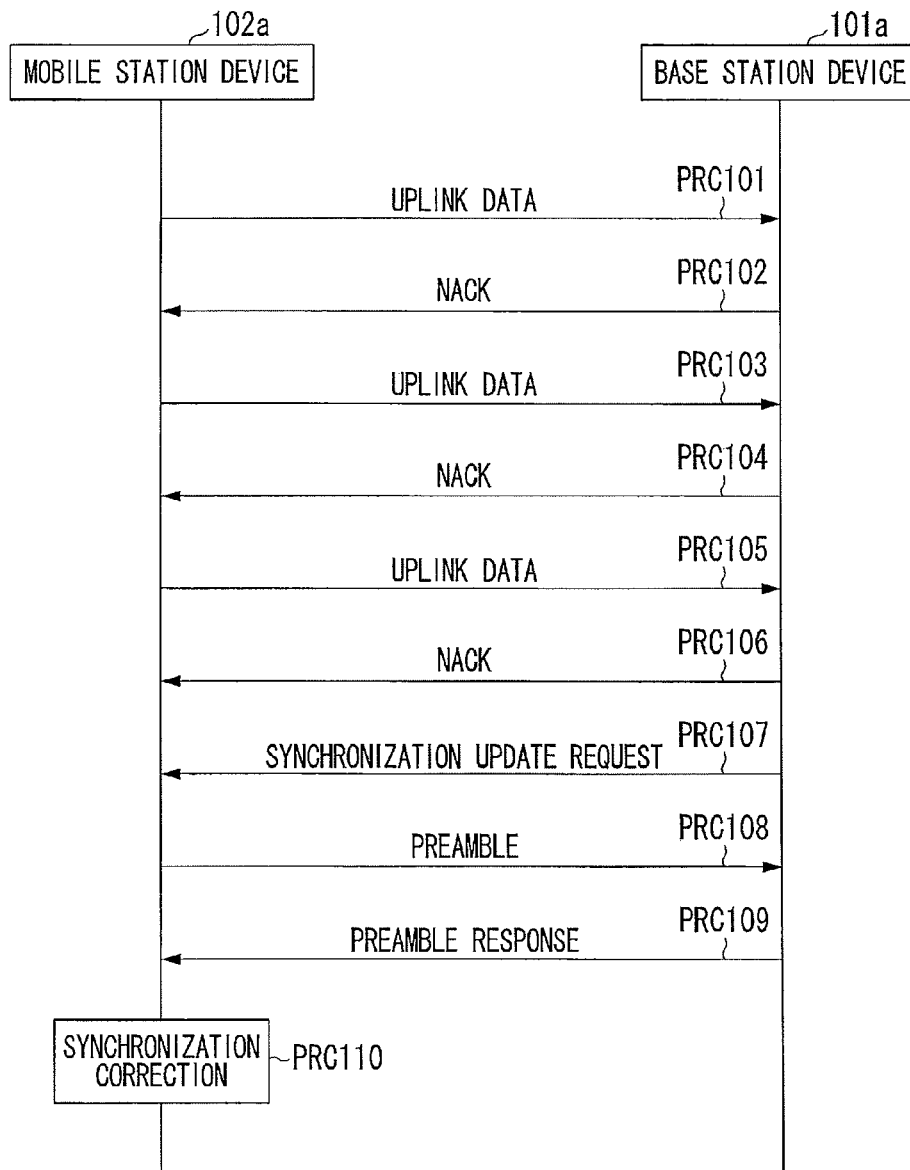 102a
101a
MOBILE STATION DEVICE
BASE STATION DEVICE
PRC101
UPLINK DATA
PRC102
NACK
PRC103
UPLINK DATA
PRC104
NACK
PRC105
UPLINK DATA
PRC106
NACK
PRC107
SYNCHRONIZATION UPDATE REQUEST
PRC108
PREAMBLE
PRC109
PREAMBLE RESPONSE
SYNCHRONIZATION
CORRECTION
PRC110